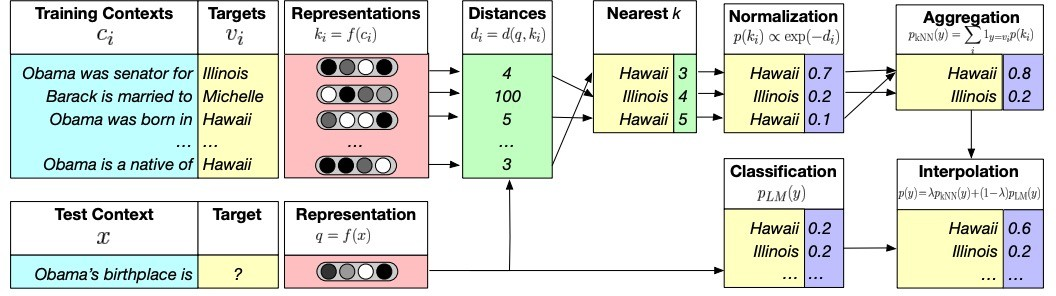 Training Contexts Targets Representations Distances Nearest k Normalization Aggregation
c_i v_i k_i = f(c_i) d_i = d(q, k_i) p(k_i) ∝ exp(−d_i) p_kNN(y) = ∑_i 1_{y=v_i} p(k_i)
Obama was senator for Illinois 4 Hawaii 3 Hawaii 0.7 Hawaii 0.8
Barack is married to Michelle 100 Illinois 4 Illinois 0.2 Illinois 0.2
Obama was born in Hawaii 5 Hawaii 5 Hawaii 0.1
... ... ... ...
Obama is a native of Hawaii 3
Classification Interpolation
p_LM(y) p(y) = λp_kNN(y) + (1−λ)p_LM(y)
Test Context Target Representation
x q = f(x)
Hawaii 0.2 Hawaii 0.6
Illinois 0.2 Illinois 0.2
Obama's birthplace is ? ... ... ... ...